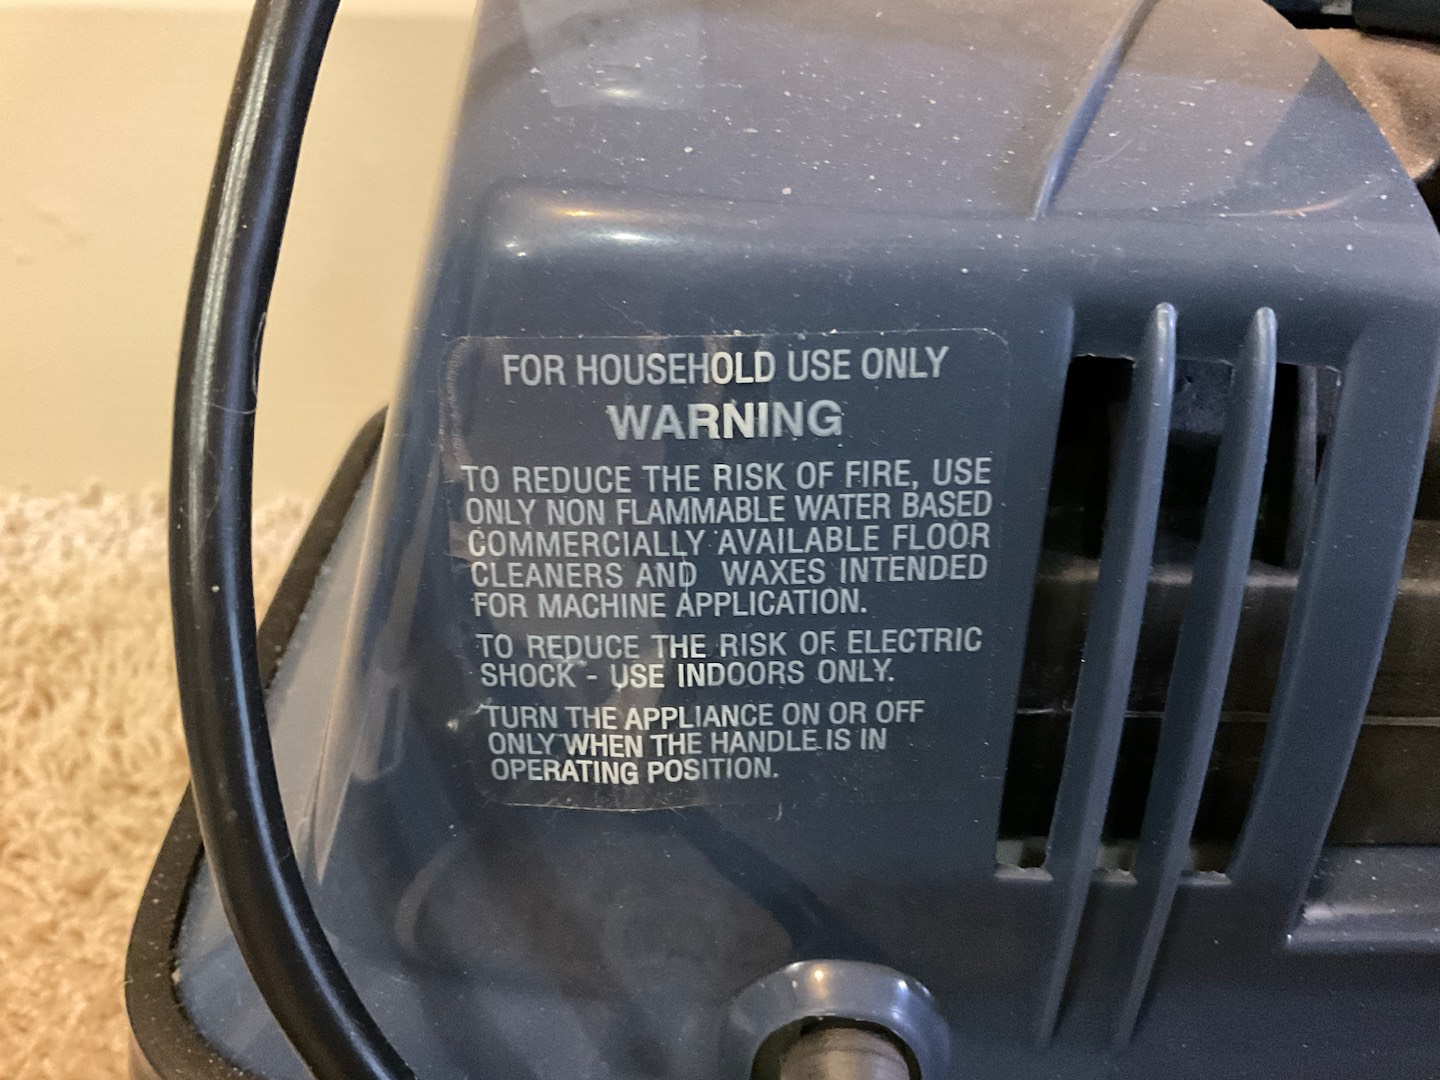 FOR HOUSEHOLD USE ONLY
WARNING
TO REDUCE THE RISK OF FIRE, USE
ONLY NON FLAMMABLE WATER BASED
COMMERCIALLY AVAILABLE FLOOR
CLEANERS AND WAXES INTENDED
FOR MACHINE APPLICATION.
TO REDUCE THE RISK OF ELECTRIC
SHOCK - USE INDOORS ONLY.
TURN THE APPLIANCE ON OR OFF
ONLY WHEN THE HANDLE IS IN
OPERATING POSITION.